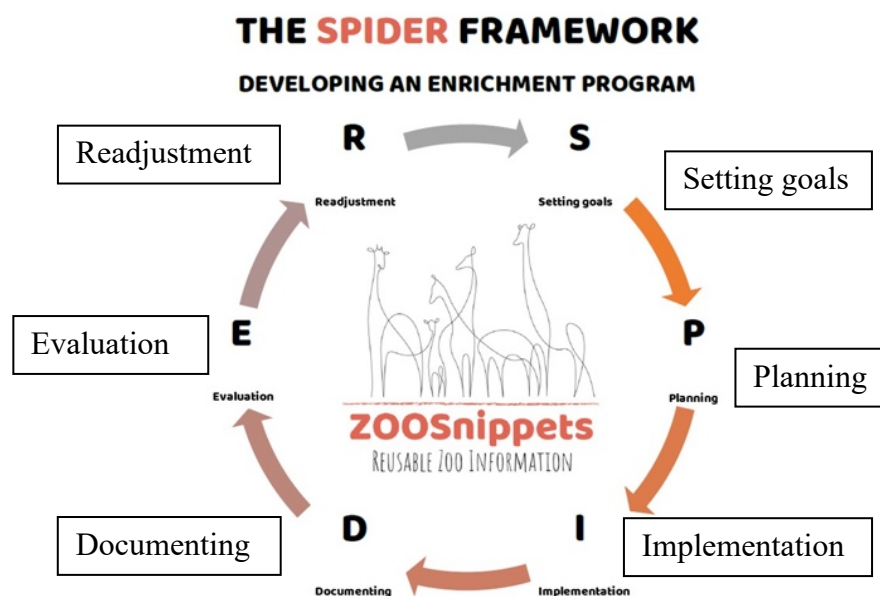 THE SPIDER FRAMEWORK
DEVELOPING AN ENRICHMENT PROGRAM
R
S
Readjustment
Setting goals
Readjustment
Setting goals
E
P
Evaluation
Planning
Evaluation
Planning
ZOOSnippets
REUSABLE ZOO INFORMATION
D
I
Documenting
Implementation
Documenting
Implementation